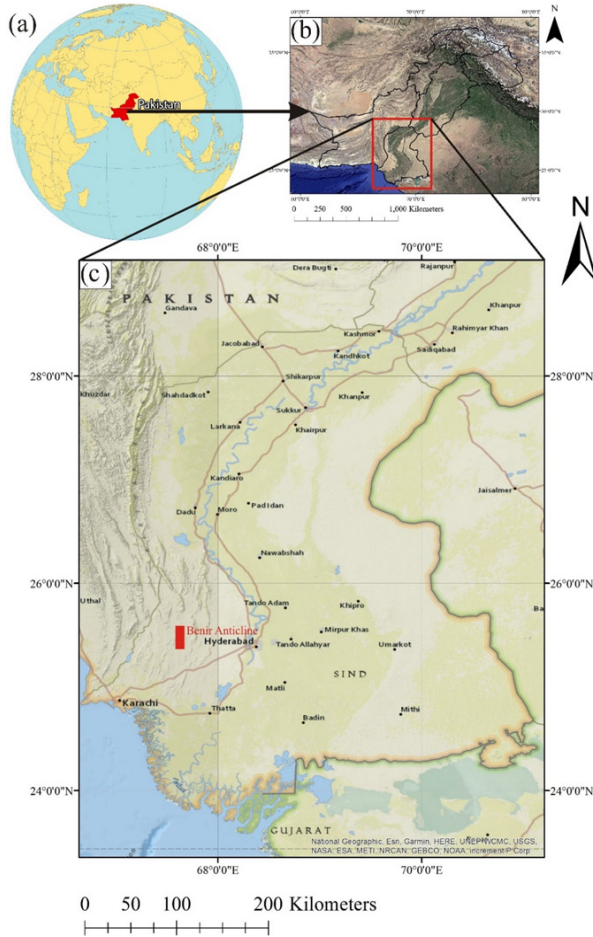 (a)
Pakistan
(b)
N
0 250 500 1,000 Kilometers
N
68°0'0"E 70°0'0"E
(c)
Dera Bugti
Rajanpur
PAKISTAN
Gandava
Khanpur
Kashmor
Rahimyar Khan
Jacobabad
Kandhkot
Sadiqabad
28°0'0"N
28°0'0"N
Shikarpur
Khuzdar
Shahdadkot
Khanpur
Sukkur
Larkana
Khairpur
Kandiaro
Jaisalmer
Pad Idan
Dadu
Moro
Nawabshah
26°0'0"N
26°0'0"N
Uthal
Tando Adam
Khipro
Ba
Benir Anticline
Mirpur Khas
Hyderabad
Tando Allahyar
Umarkot
SIND
Matli
Karachi
Thatta
Mithi
Badin
24°0'0"N
24°0'0"N
GUJARAT
National Geographic, Esri, Garmin, HERE, UNEP-WCMC, USGS,
NASA, ESA, METI, NRCAN, GEBCO, NOAA, increment P Corp
68°0'0"E 70°0'0"E
0 50 100 200 Kilometers